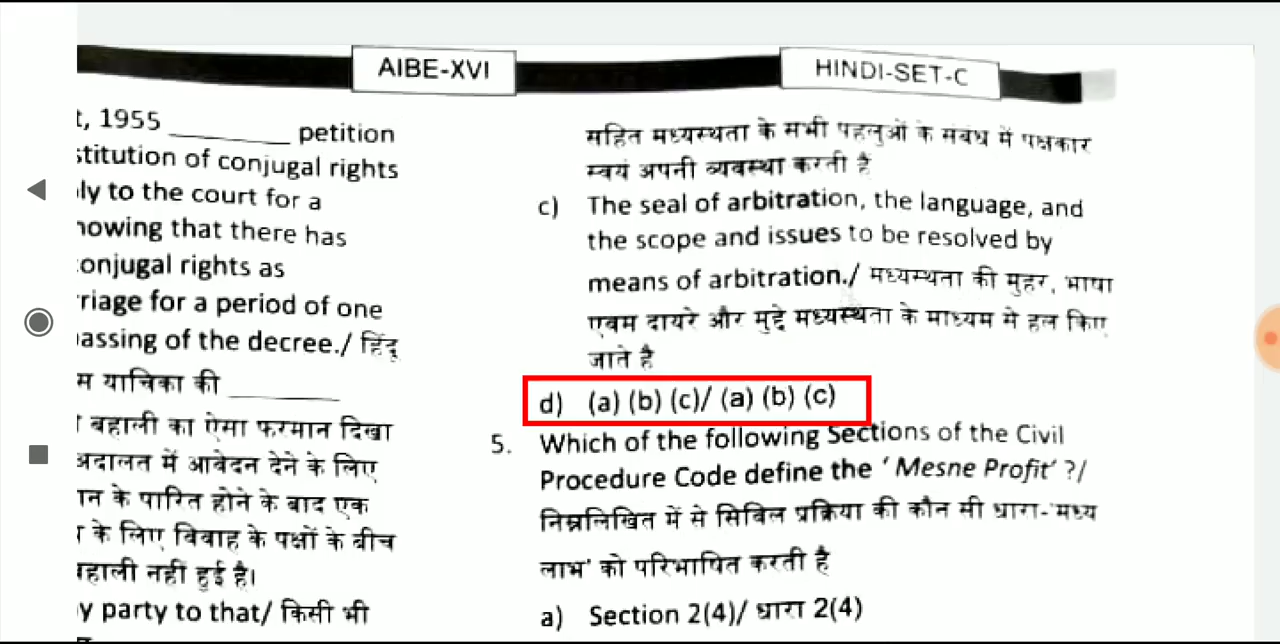 AIBE-XVI
HINDI-SET-C
t, 1955 ________ petition
stitution of conjugal rights
ly to the court for a
howing that there has
onjugal rights as
rriage for a period of one
assing of the decree./ हिंदू
म याचिका की ________
बहाली का ऐसा फरमान दिखा
अदालत में आवेदन देने के लिए
ान के पारित होने के बाद एक
के लिए विवाह के पक्षों के बीच
बहाली नहीं हुई है।
y party to that/ किसी भी
सहित मध्यस्थता के सभी पहलुओं के संबंध में पक्षकार
स्वयं अपनी व्यवस्था करती है
c) The seal of arbitration, the language, and
the scope and issues to be resolved by
means of arbitration./ मध्यस्थता की मुहर, भाषा
एवम दायरे और मुद्दे मध्यस्थता के माध्यम से हल किए
जाते है
d) (a) (b) (c)/ (a) (b) (c)
5. Which of the following Sections of the Civil
Procedure Code define the ‘ Mesne Profit’ ?/
निम्नलिखित में से सिविल प्रक्रिया की कौन सी धारा-'मध्य
लाभ' को परिभाषित करती है
a) Section 2(4)/ धारा 2(4)